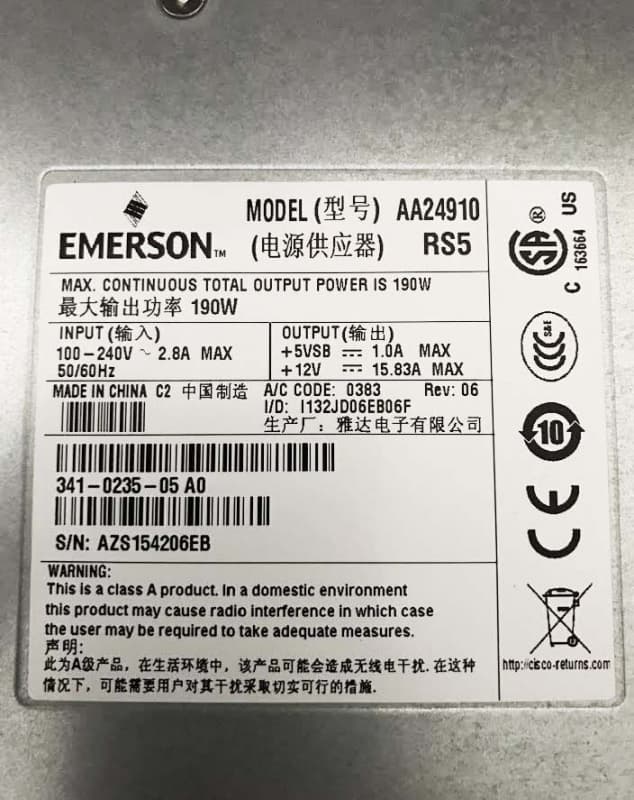 EMERSON™
MODEL (型号) AA24910
(电源供应器) RS5
MAX. CONTINUOUS TOTAL OUTPUT POWER IS 190W
最大输出功率 190W
INPUT (输入)
100-240V ~ 2.8A MAX
50/60Hz
OUTPUT (输出)
+5VSB ⎓ 1.0A MAX
+12V ⎓ 15.83A MAX
MADE IN CHINA C2 中国制造
A/C CODE: 0383 Rev: 06
I/D: I132JD06EB06F
生产厂: 雅达电子有限公司
341-0235-05 A0
S/N: AZS154206EB
WARNING:
This is a class A product. In a domestic environment
this product may cause radio interference in which case
the user may be required to take adequate measures.
声明:
此为A级产品, 在生活环境中, 该产品可能会造成无线电干扰. 在这种
情况下, 可能需要用户对其干扰采取切实可行的措施.
SA ®
C 163664 US
CCC S&E
10
CE
http://cisco-returns.com